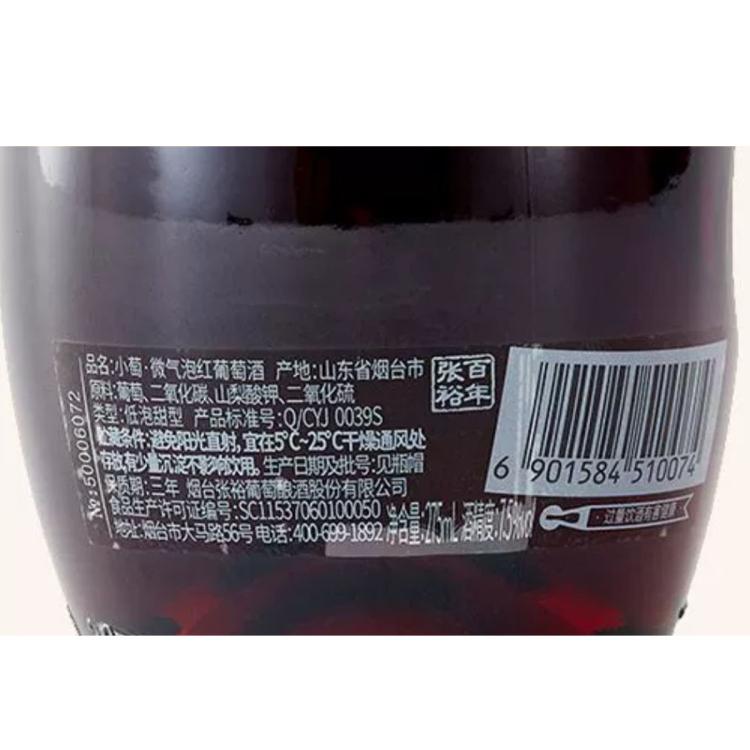 品名:小萄·微气泡红葡萄酒 产地:山东省烟台市
原料:葡萄、二氧化碳、山梨酸钾、二氧化硫
类型:低泡甜型 产品标准号:Q/CYJ 0039S
贮藏条件:避免阳光直射,宜在5℃~25℃干燥通风处
存放,有少量沉淀不影响饮用。生产日期及批号:见瓶帽
保质期:三年 烟台张裕葡萄酿酒股份有限公司
食品生产许可证编号:SC11537060100050
地址:烟台市大马路56号 电话:400-699-1892 净含量:275mL 酒精度:7.5%vol
No:50006072
百年
张裕
6 901584 510074
过量饮酒有害健康